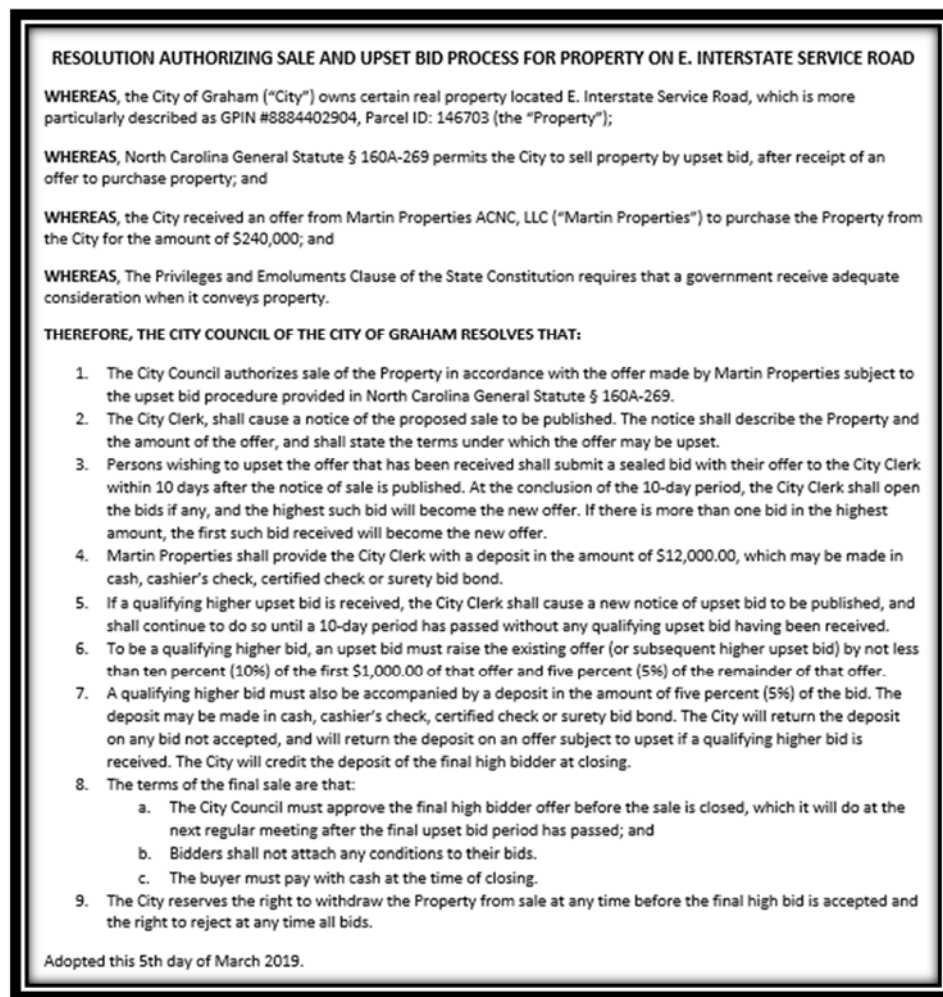 RESOLUTION AUTHORIZING SALE AND UPSET BID PROCESS FOR PROPERTY ON E. INTERSTATE SERVICE ROAD
WHEREAS, the City of Graham ("City") owns certain real property located E. Interstate Service Road, which is more
particularly described as GPIN #8884402904, Parcel ID: 146703 (the "Property");
WHEREAS, North Carolina General Statute § 160A-269 permits the City to sell property by upset bid, after receipt of an
offer to purchase property; and
WHEREAS, the City received an offer from Martin Properties ACNC, LLC ("Martin Properties") to purchase the Property from
the City for the amount of $240,000; and
WHEREAS, The Privileges and Emoluments Clause of the State Constitution requires that a government receive adequate
consideration when it conveys property.
THEREFORE, THE CITY COUNCIL OF THE CITY OF GRAHAM RESOLVES THAT:
1. The City Council authorizes sale of the Property in accordance with the offer made by Martin Properties subject to
the upset bid procedure provided in North Carolina General Statute § 160A-269.
2. The City Clerk, shall cause a notice of the proposed sale to be published. The notice shall describe the Property and
the amount of the offer, and shall state the terms under which the offer may be upset.
3. Persons wishing to upset the offer that has been received shall submit a sealed bid with their offer to the City Clerk
within 10 days after the notice of sale is published. At the conclusion of the 10-day period, the City Clerk shall open
the bids if any, and the highest such bid will become the new offer. If there is more than one bid in the highest
amount, the first such bid received will become the new offer.
4. Martin Properties shall provide the City Clerk with a deposit in the amount of $12,000.00, which may be made in
cash, cashier's check, certified check or surety bid bond.
5. If a qualifying higher upset bid is received, the City Clerk shall cause a new notice of upset bid to be published, and
shall continue to do so until a 10-day period has passed without any qualifying upset bid having been received.
6. To be a qualifying higher bid, an upset bid must raise the existing offer (or subsequent higher upset bid) by not less
than ten percent (10%) of the first $1,000.00 of that offer and five percent (5%) of the remainder of that offer.
7. A qualifying higher bid must also be accompanied by a deposit in the amount of five percent (5%) of the bid. The
deposit may be made in cash, cashier's check, certified check or surety bid bond. The City will return the deposit
on any bid not accepted, and will return the deposit on an offer subject to upset if a qualifying higher bid is
received. The City will credit the deposit of the final high bidder at closing.
8. The terms of the final sale are that:
a. The City Council must approve the final high bidder offer before the sale is closed, which it will do at the
next regular meeting after the final upset bid period has passed; and
b. Bidders shall not attach any conditions to their bids.
c. The buyer must pay with cash at the time of closing.
9. The City reserves the right to withdraw the Property from sale at any time before the final high bid is accepted and
the right to reject at any time all bids.
Adopted this 5th day of March 2019.